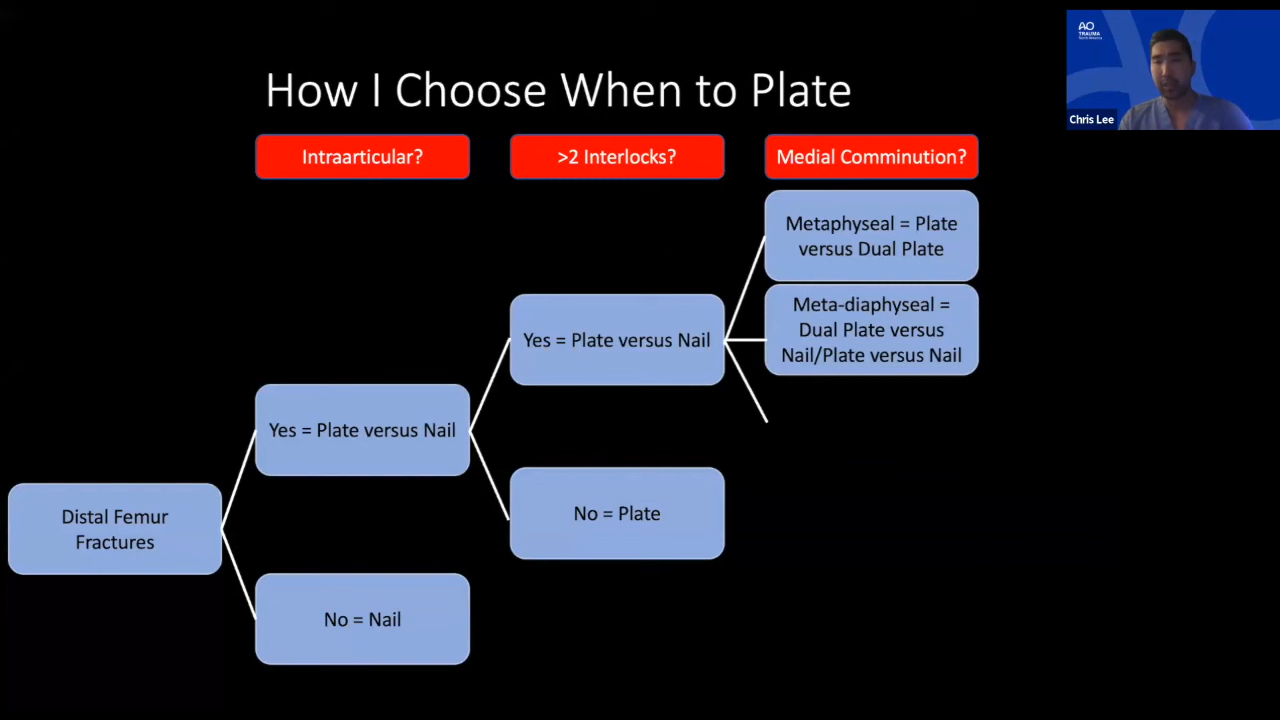 How I Choose When to Plate
Intraarticular?
>2 Interlocks?
Medial Comminution?
Metaphyseal = Plate
versus Dual Plate
Meta-diaphyseal =
Dual Plate versus
Nail/Plate versus Nail
Yes = Plate versus Nail
Yes = Plate versus Nail
No = Plate
Distal Femur
Fractures
No = Nail
AO
TRAUMA
North America
Chris Lee